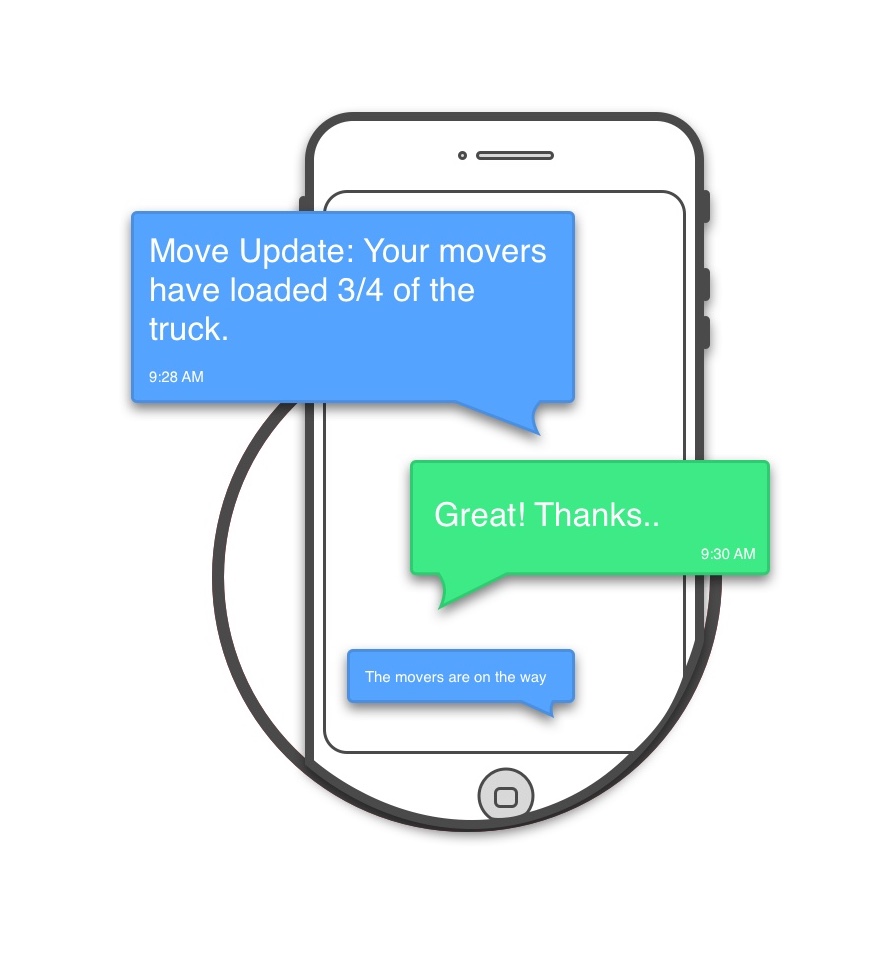 Move Update: Your movers
have loaded 3/4 of the
truck.
9:28 AM
Great! Thanks..
9:30 AM
The movers are on the way